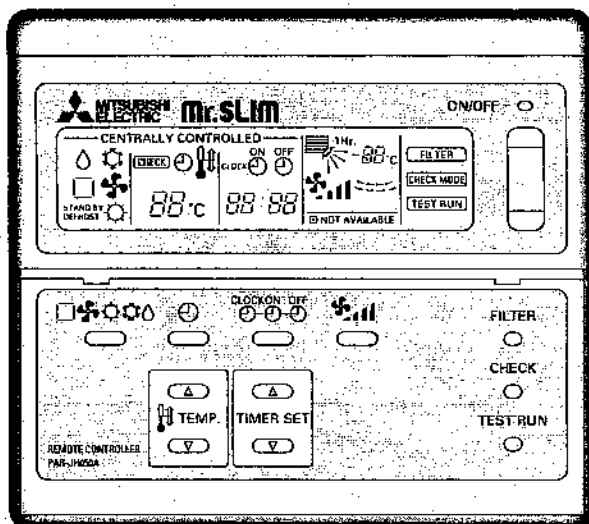 MITSUBISHI ELECTRIC Mr.SLIM
ON/OFF
CENTRALLY CONTROLLED
CHECK
CLOCK ON OFF
1Hr.
-88°C
FILTER
CHECK MODE
TEST RUN
STAND BY
DEFROST
88°C
88:88
NOT AVAILABLE
CLOCK ON OFF
FILTER
CHECK
TEST RUN
TEMP.
TIMER SET
REMOTE CONTROLLER